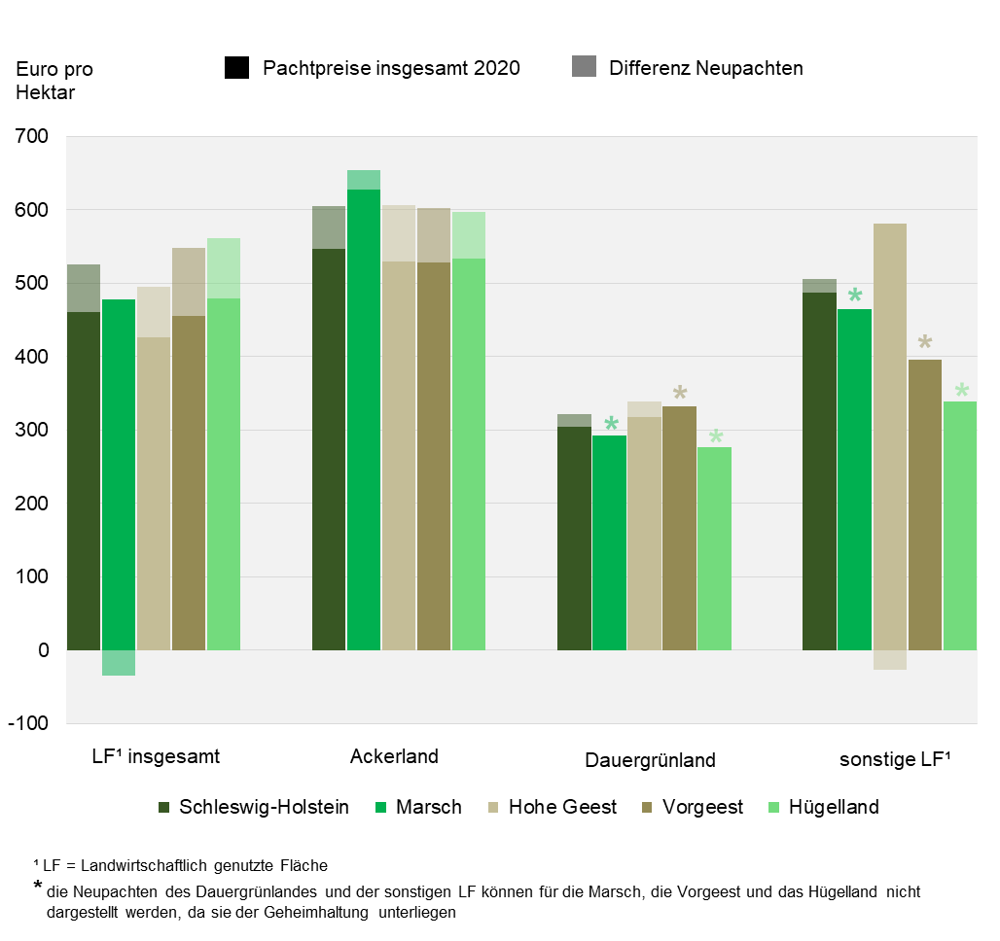 Euro pro
Hektar
Pachtpreise insgesamt 2020
Differenz Neupachten
700
600
500
400
300
200
100
0
-100
*
*
*
*
*
*
LF¹ insgesamt
Ackerland
Dauergrünland
sonstige LF¹
Schleswig-Holstein
Marsch
Hohe Geest
Vorgeest
Hügelland
¹ LF = Landwirtschaftlich genutzte Fläche
* die Neupachten des Dauergrünlandes und der sonstigen LF können für die Marsch, die Vorgeest und das Hügelland nicht
dargestellt werden, da sie der Geheimhaltung unterliegen